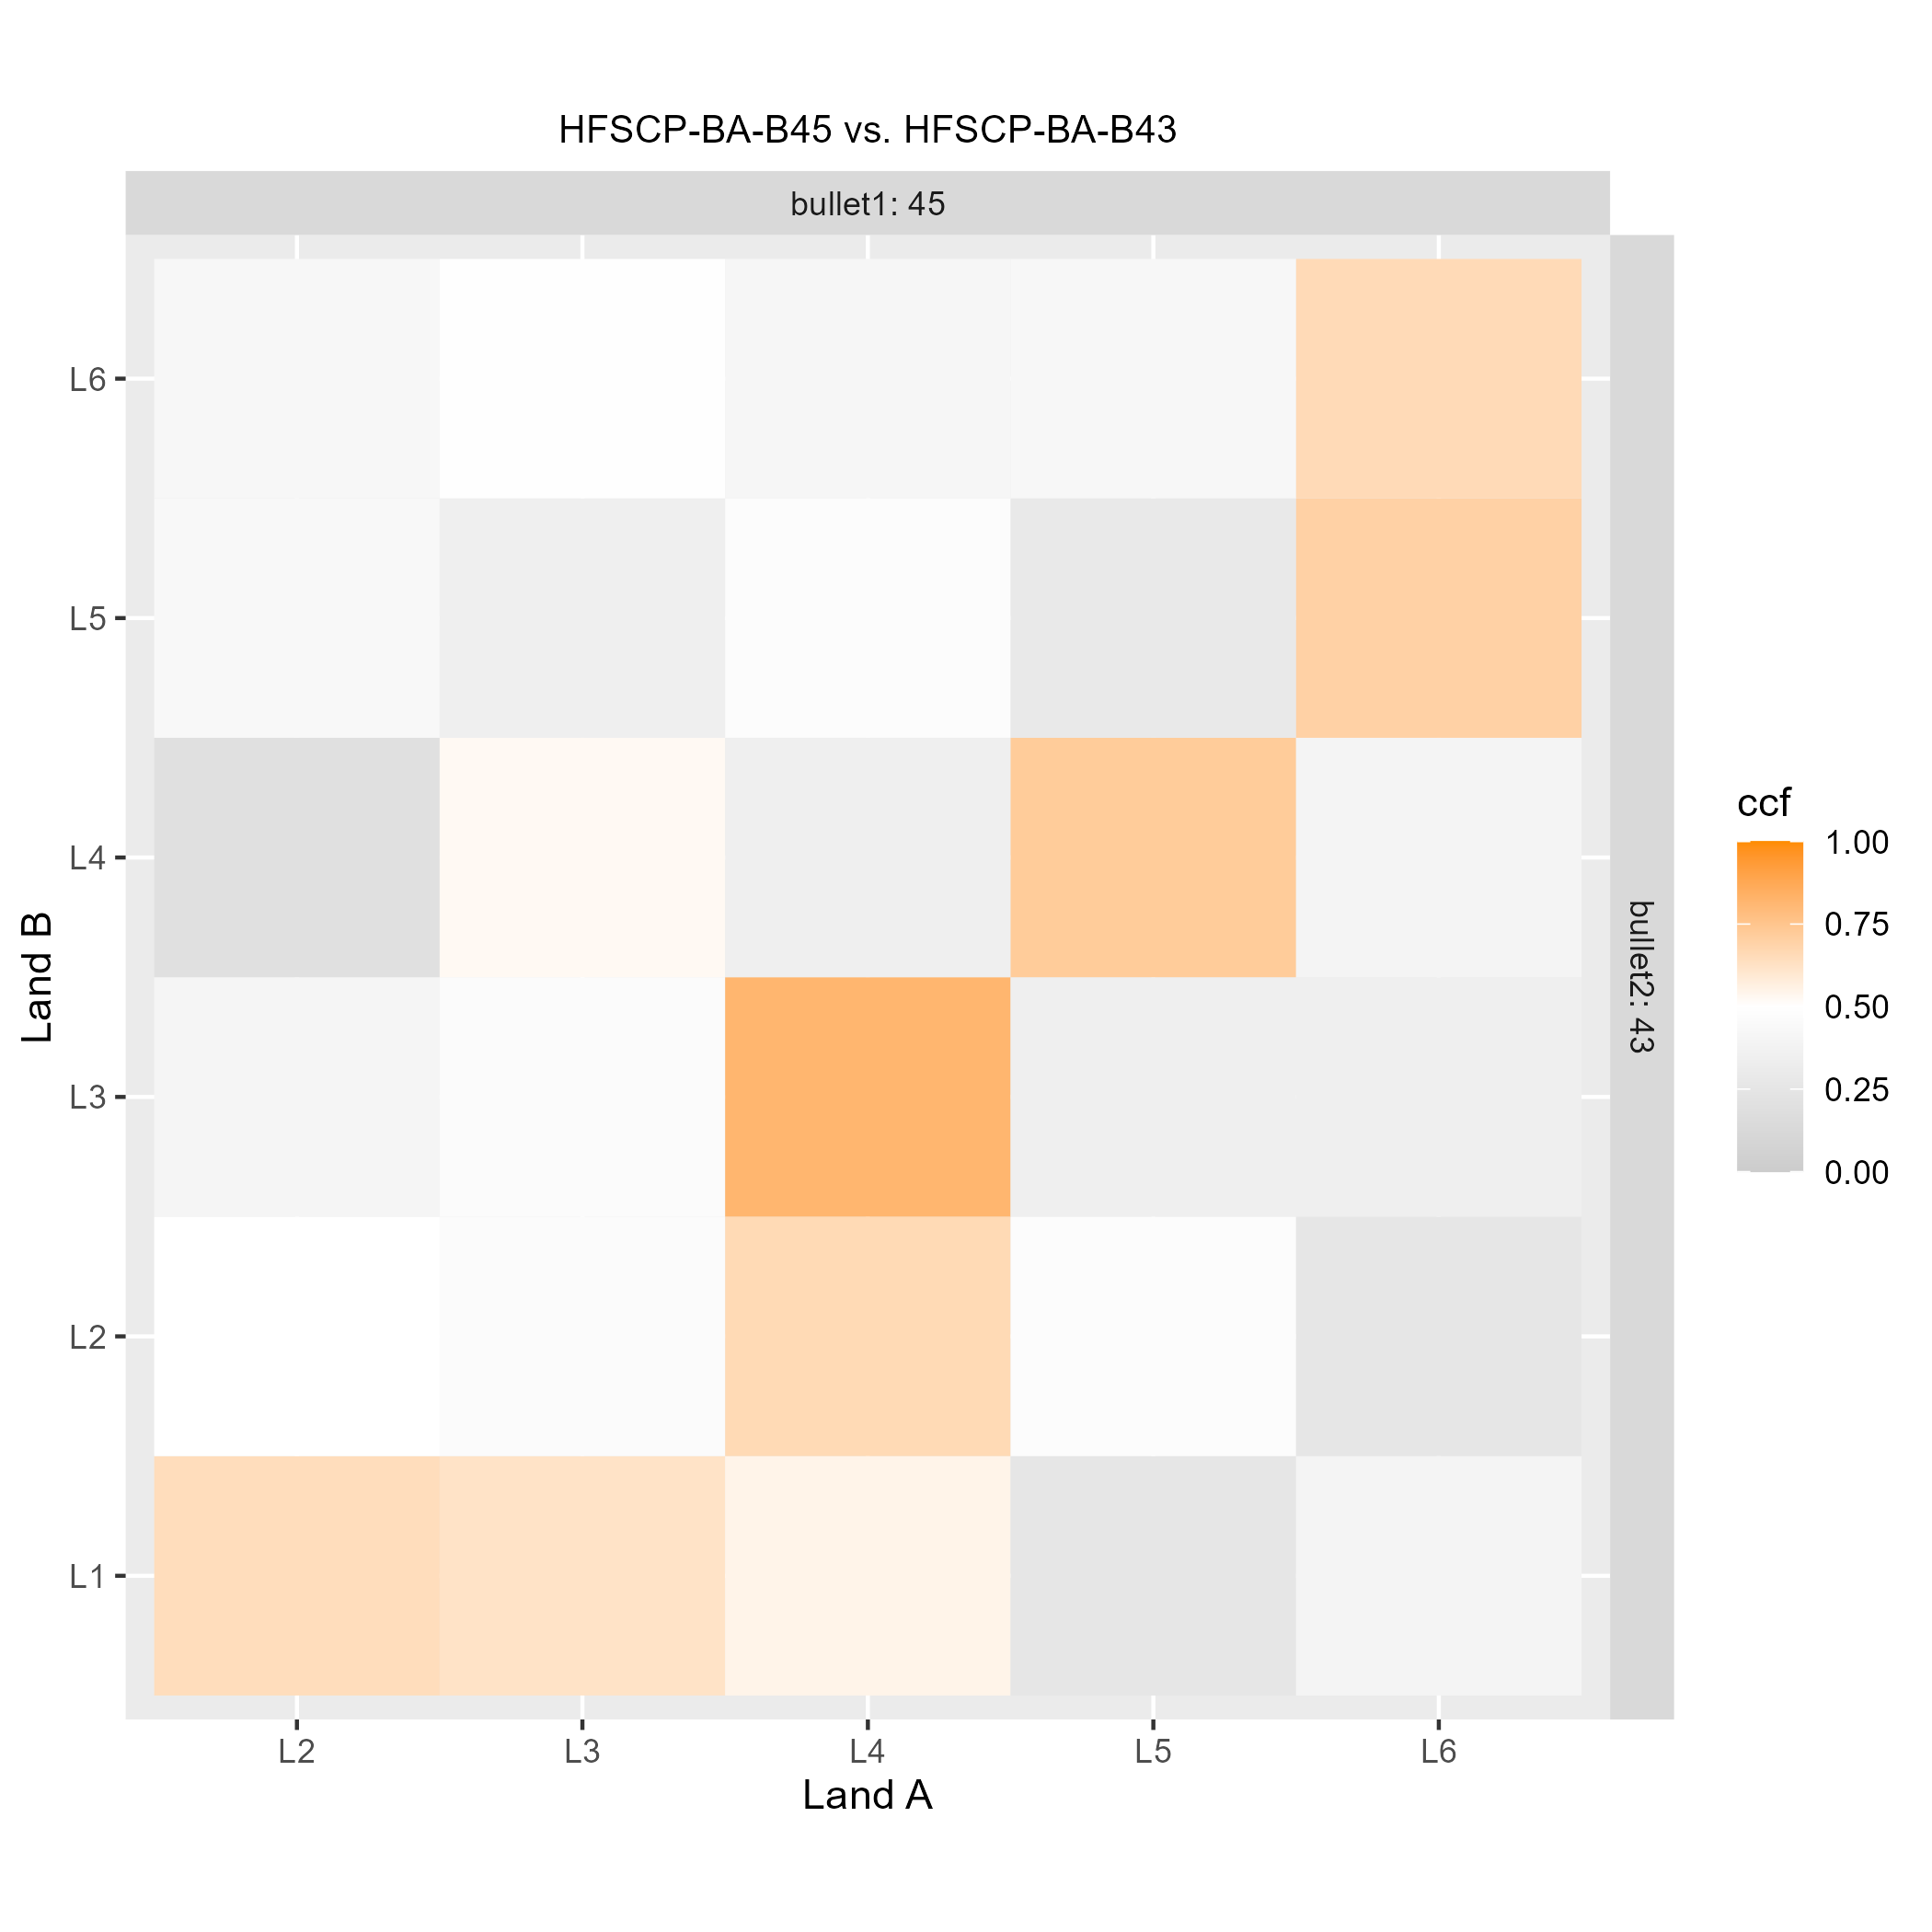 HFSCP-BA-B45 vs. HFSCP-BA-B43
bullet1: 45
L6
L5
L4
L3
L2
L1
Land B
bullet2: 43
ccf
1.00
0.75
0.50
0.25
0.00
L2
L3
L4
L5
L6
Land A